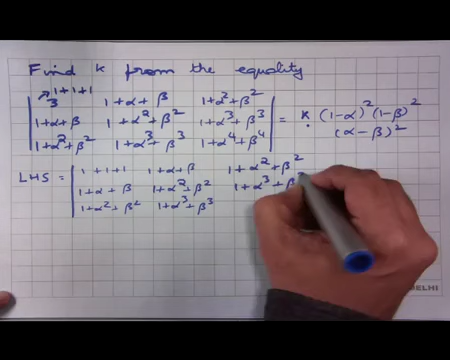 Find k from the equality
1+1+1
3 1+α+β 1+α²+β²
1+α+β 1+α²+β² 1+α³+β³ = k (1-α)² (1-β)²
1+α²+β² 1+α³+β³ 1+α⁴+β⁴ (α-β)²
LHS = 1+1+1 1+α+β 1+α²+β²
1+α+β 1+α²+β² 1+α³+β³
1+α²+β² 1+α³+β³
DELHI